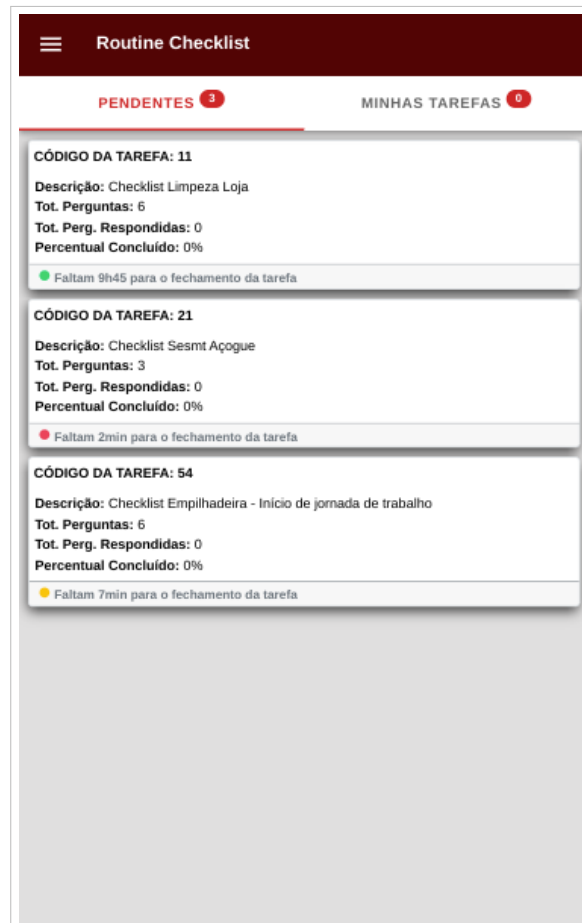 Routine Checklist
PENDENTES 3
MINHAS TAREFAS 0
CÓDIGO DA TAREFA: 11
Descrição: Checklist Limpeza Loja
Tot. Perguntas: 6
Tot. Perg. Respondidas: 0
Percentual Concluído: 0%
Faltam 9h45 para o fechamento da tarefa
CÓDIGO DA TAREFA: 21
Descrição: Checklist Sesmt Açogue
Tot. Perguntas: 3
Tot. Perg. Respondidas: 0
Percentual Concluído: 0%
Faltam 2min para o fechamento da tarefa
CÓDIGO DA TAREFA: 54
Descrição: Checklist Empilhadeira - Início de jornada de trabalho
Tot. Perguntas: 6
Tot. Perg. Respondidas: 0
Percentual Concluído: 0%
Faltam 7min para o fechamento da tarefa